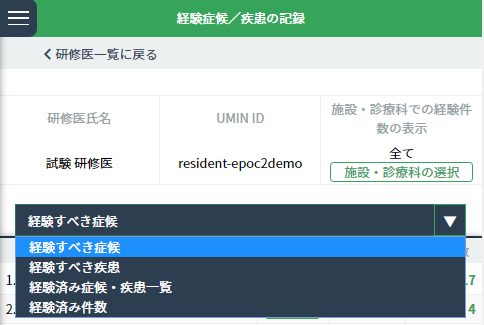 経験症候／疾患の記録
研修医一覧に戻る
研修医氏名
UMIN ID
施設・診療科での経験件
数の表示
試験 研修医
resident-epoc2demo
全て
施設・診療科の選択
経験すべき症候
▼
経験すべき症候
経験すべき疾患
経験済み症候・疾患一覧
経験済み件数
1.
7
2.
4